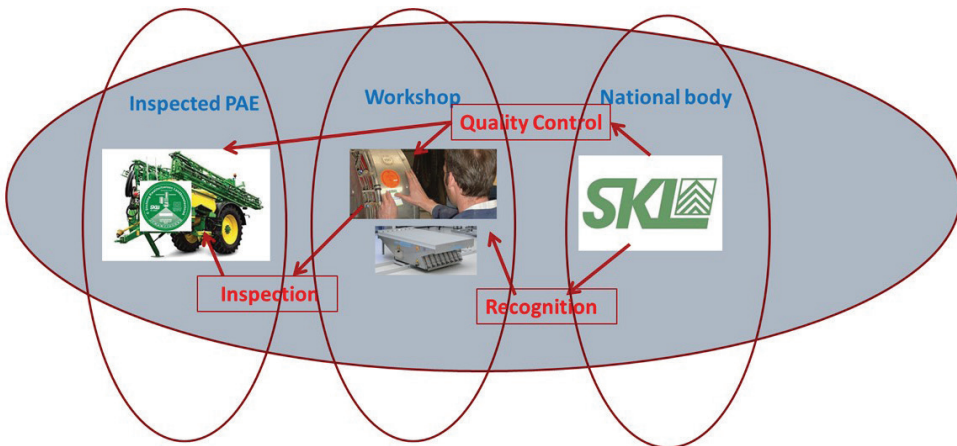 Inspected PAE
Workshop
National body
Quality Control
SKL
Inspection
Recognition